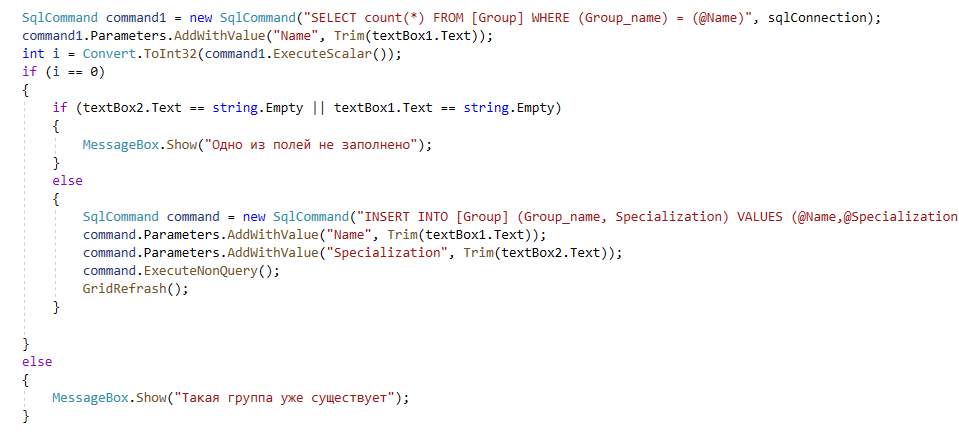 SqlCommand command1 = new SqlCommand("SELECT count(*) FROM [Group] WHERE (Group_name) = (@Name)", sqlConnection);
command1.Parameters.AddWithValue("Name", Trim(textBox1.Text));
int i = Convert.ToInt32(command1.ExecuteScalar());
if (i == 0)
{
    if (textBox2.Text == string.Empty || textBox1.Text == string.Empty)
    {
        MessageBox.Show("Одно из полей не заполнено");
    }
    else
    {
        SqlCommand command = new SqlCommand("INSERT INTO [Group] (Group_name, Specialization) VALUES (@Name,@Specialization
        command.Parameters.AddWithValue("Name", Trim(textBox1.Text));
        command.Parameters.AddWithValue("Specialization", Trim(textBox2.Text));
        command.ExecuteNonQuery();
        GridRefrash();
    }
}
else
{
    MessageBox.Show("Такая группа уже существует");
}